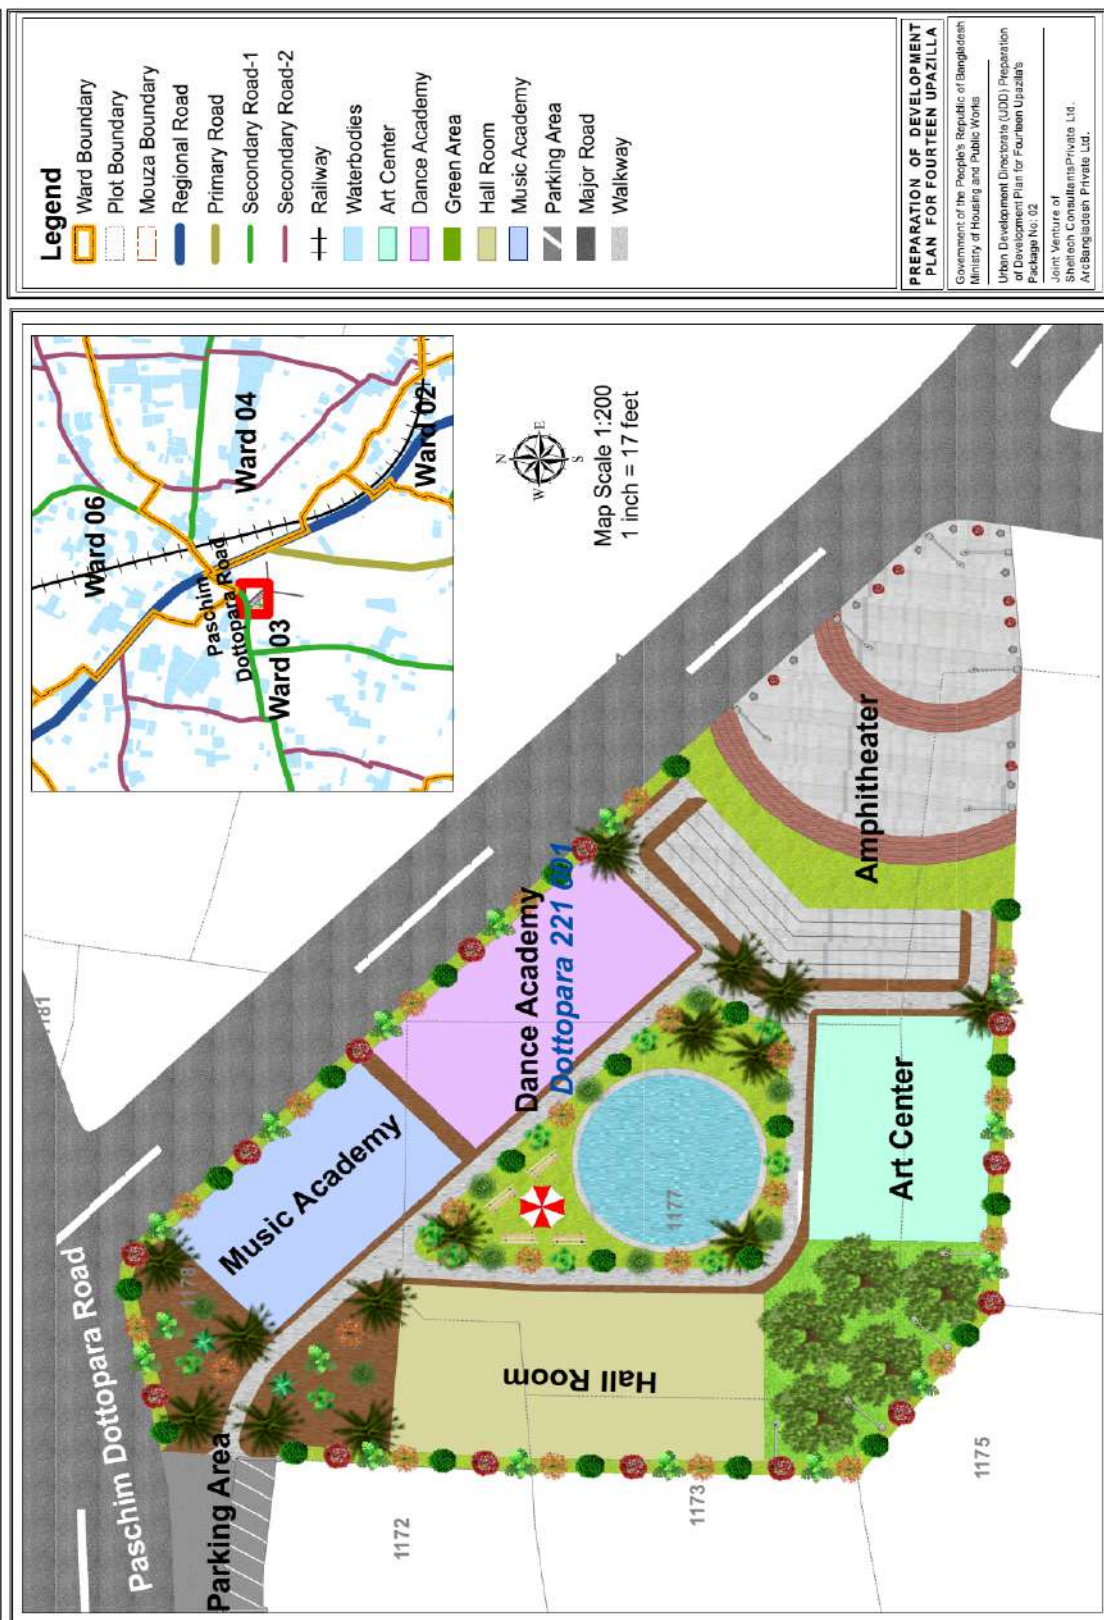 Legend
Ward Boundary
Plot Boundary
Mouza Boundary
Regional Road
Primary Road
Secondary Road-1
Secondary Road-2
Railway
Waterbodies
Art Center
Dance Academy
Green Area
Hall Room
Music Academy
Parking Area
Major Road
Walkway
PREPARATION OF DEVELOPMENT
PLAN FOR FOURTEEN UPAZILLA
Government of the People's Republic of Bangladesh
Ministry of Housing and Public Works
Urban Development Directorate (UDD) Preparation
of Development Plan for Fourteen Upazila's
Package No: 02
Joint Venture of
Sheltech Consultants Private Ltd.
Arc Bangladesh Private Ltd.
Ward 06
Ward 04
Paschim
Dottopara Road
Ward 03
Ward 02
N
W
E
S
Map Scale 1:200
1 inch = 17 feet
1181
Paschim Dottopara Road
Parking Area
1178
Music Academy
Dance Academy
Dottopara 221 001
Amphitheater
1177
Hall Room
Art Center
1172
1173
1175